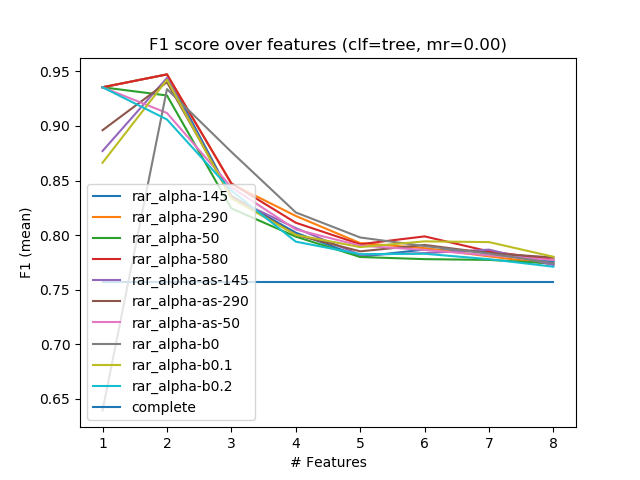 F1 score over features (clf=tree, mr=0.00)
0.95
0.90
0.85
0.80
0.75
0.70
0.65
F1 (mean)
rar_alpha-145
rar_alpha-290
rar_alpha-50
rar_alpha-580
rar_alpha-as-145
rar_alpha-as-290
rar_alpha-as-50
rar_alpha-b0
rar_alpha-b0.1
rar_alpha-b0.2
complete
1 2 3 4 5 6 7 8
# Features